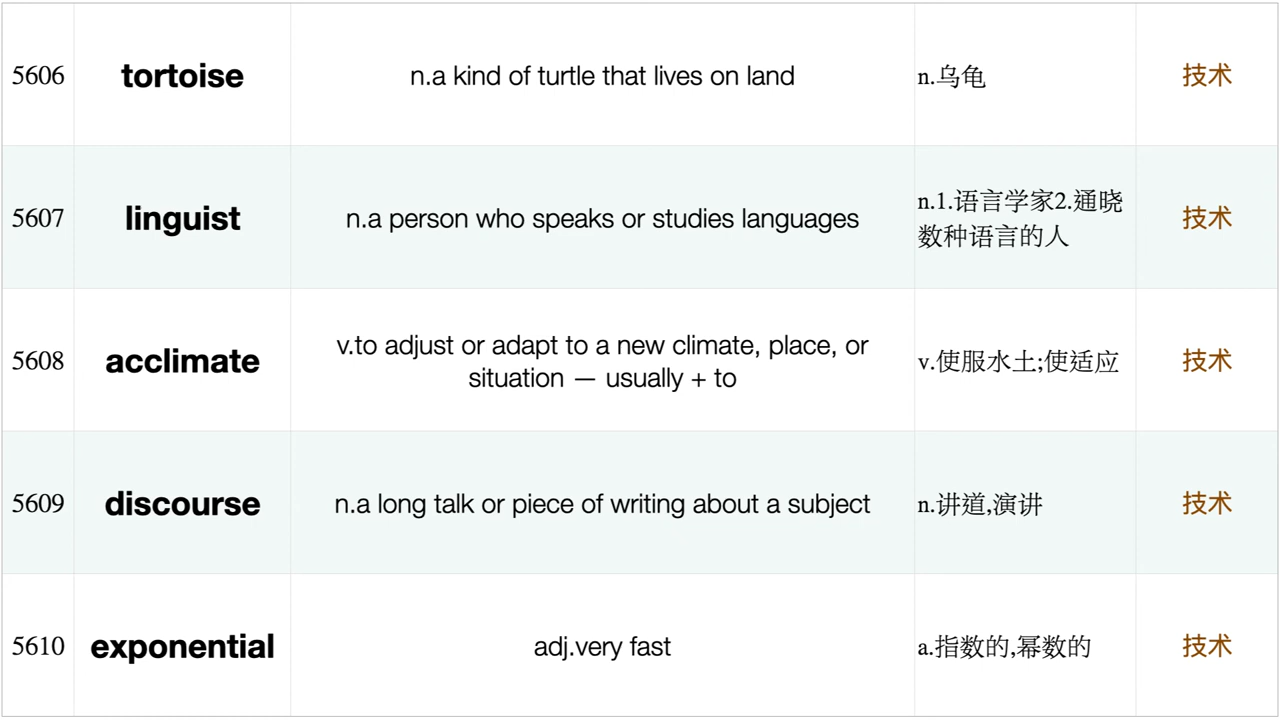 5606 tortoise n.a kind of turtle that lives on land n.乌龟 技术
5607 linguist n.a person who speaks or studies languages n.1.语言学家2.通晓
数种语言的人 技术
5608 acclimate v.to adjust or adapt to a new climate, place, or
situation — usually + to v.使服水土;使适应 技术
5609 discourse n.a long talk or piece of writing about a subject n.讲道,演讲 技术
5610 exponential adj.very fast a.指数的,幂数的 技术